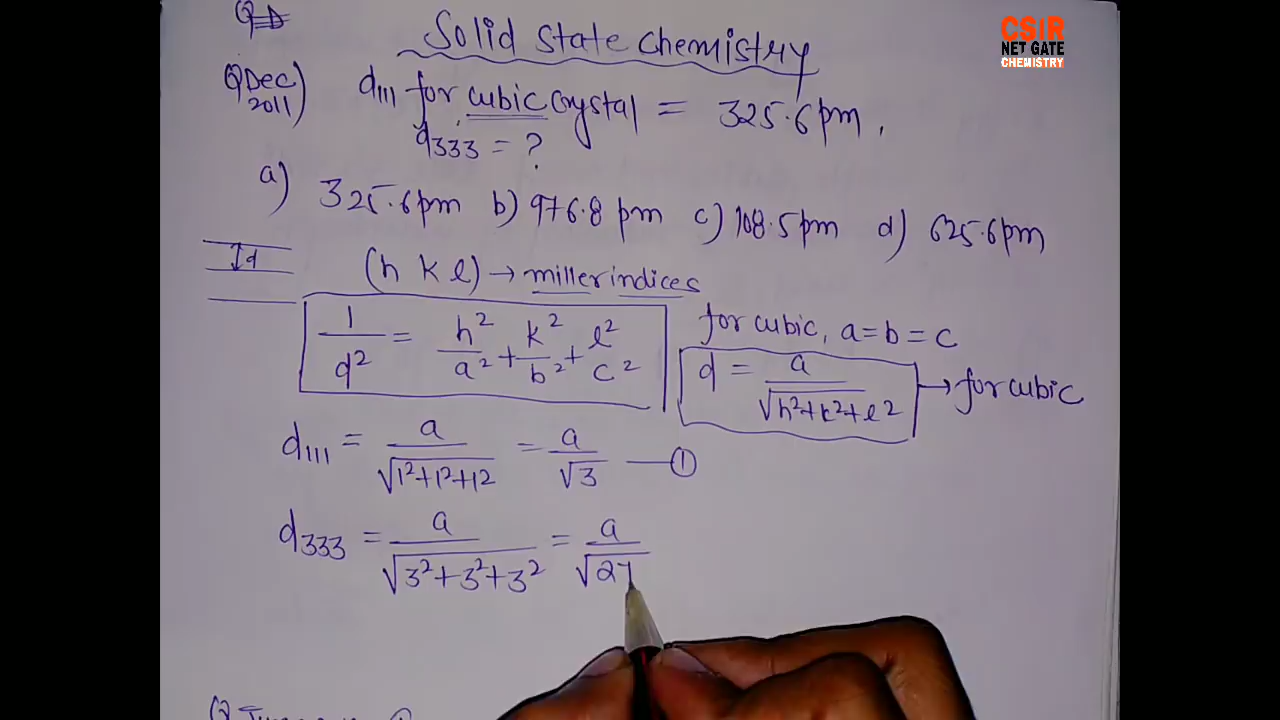 CSIR
NET GATE
CHEMISTRY
Solid State Chemistry
Q Dec 2011) d111 for cubic crystal = 325.6 pm,
d333 = ?
a) 325.6 pm b) 976.8 pm c) 108.5 pm d) 625.6 pm
d
(h k l) → miller indices
1/d² = h²/a² + k²/b² + l²/c²
for cubic, a = b = c
d = a/√h²+k²+l² → for cubic
d111 = a/√1²+1²+1² = a/√3 — ①
d333 = a/√3²+3²+3² = a/√27